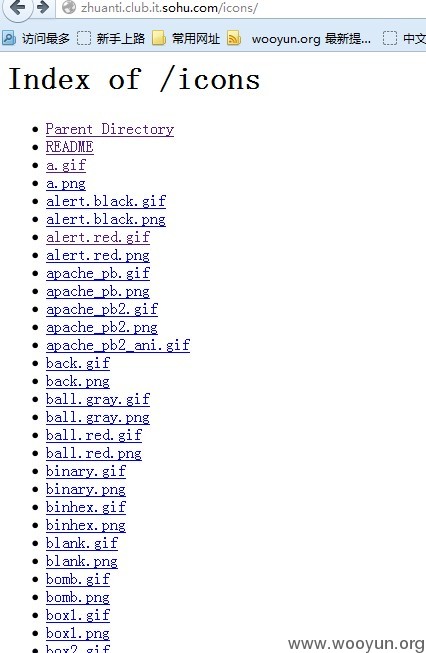 zhuanti.club.it.sohu.com/icons/
访问最多 新手上路 常用网址 wooyun.org 最新提... 中文
Index of /icons
Parent Directory
README
a.gif
a.png
alert.black.gif
alert.black.png
alert.red.gif
alert.red.png
apache_pb.gif
apache_pb.png
apache_pb2.gif
apache_pb2.png
apache_pb2_ani.gif
back.gif
back.png
ball.gray.gif
ball.gray.png
ball.red.gif
ball.red.png
binary.gif
binary.png
binhex.gif
binhex.png
blank.gif
blank.png
bomb.gif
bomb.png
box1.gif
box1.png
box2.gif
www.wooyun.org